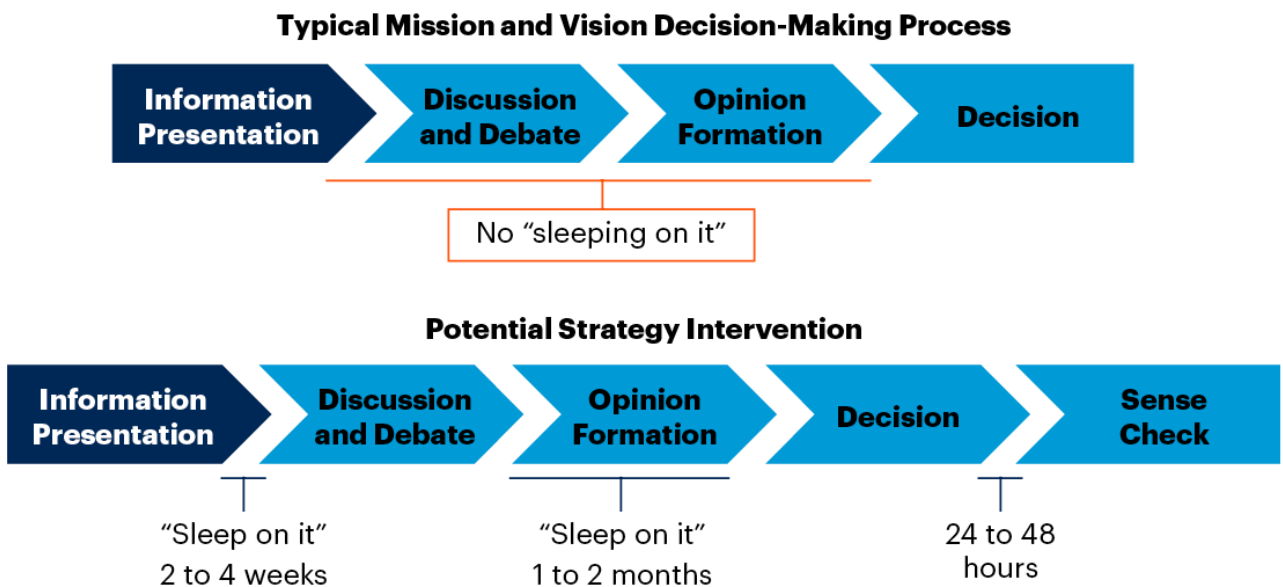 Typical Mission and Vision Decision-Making Process
Information
Presentation
Discussion
and Debate
Opinion
Formation
Decision
No “sleeping on it”
Potential Strategy Intervention
Information
Presentation
Discussion
and Debate
Opinion
Formation
Decision
Sense
Check
“Sleep on it”
2 to 4 weeks
“Sleep on it”
1 to 2 months
24 to 48
hours